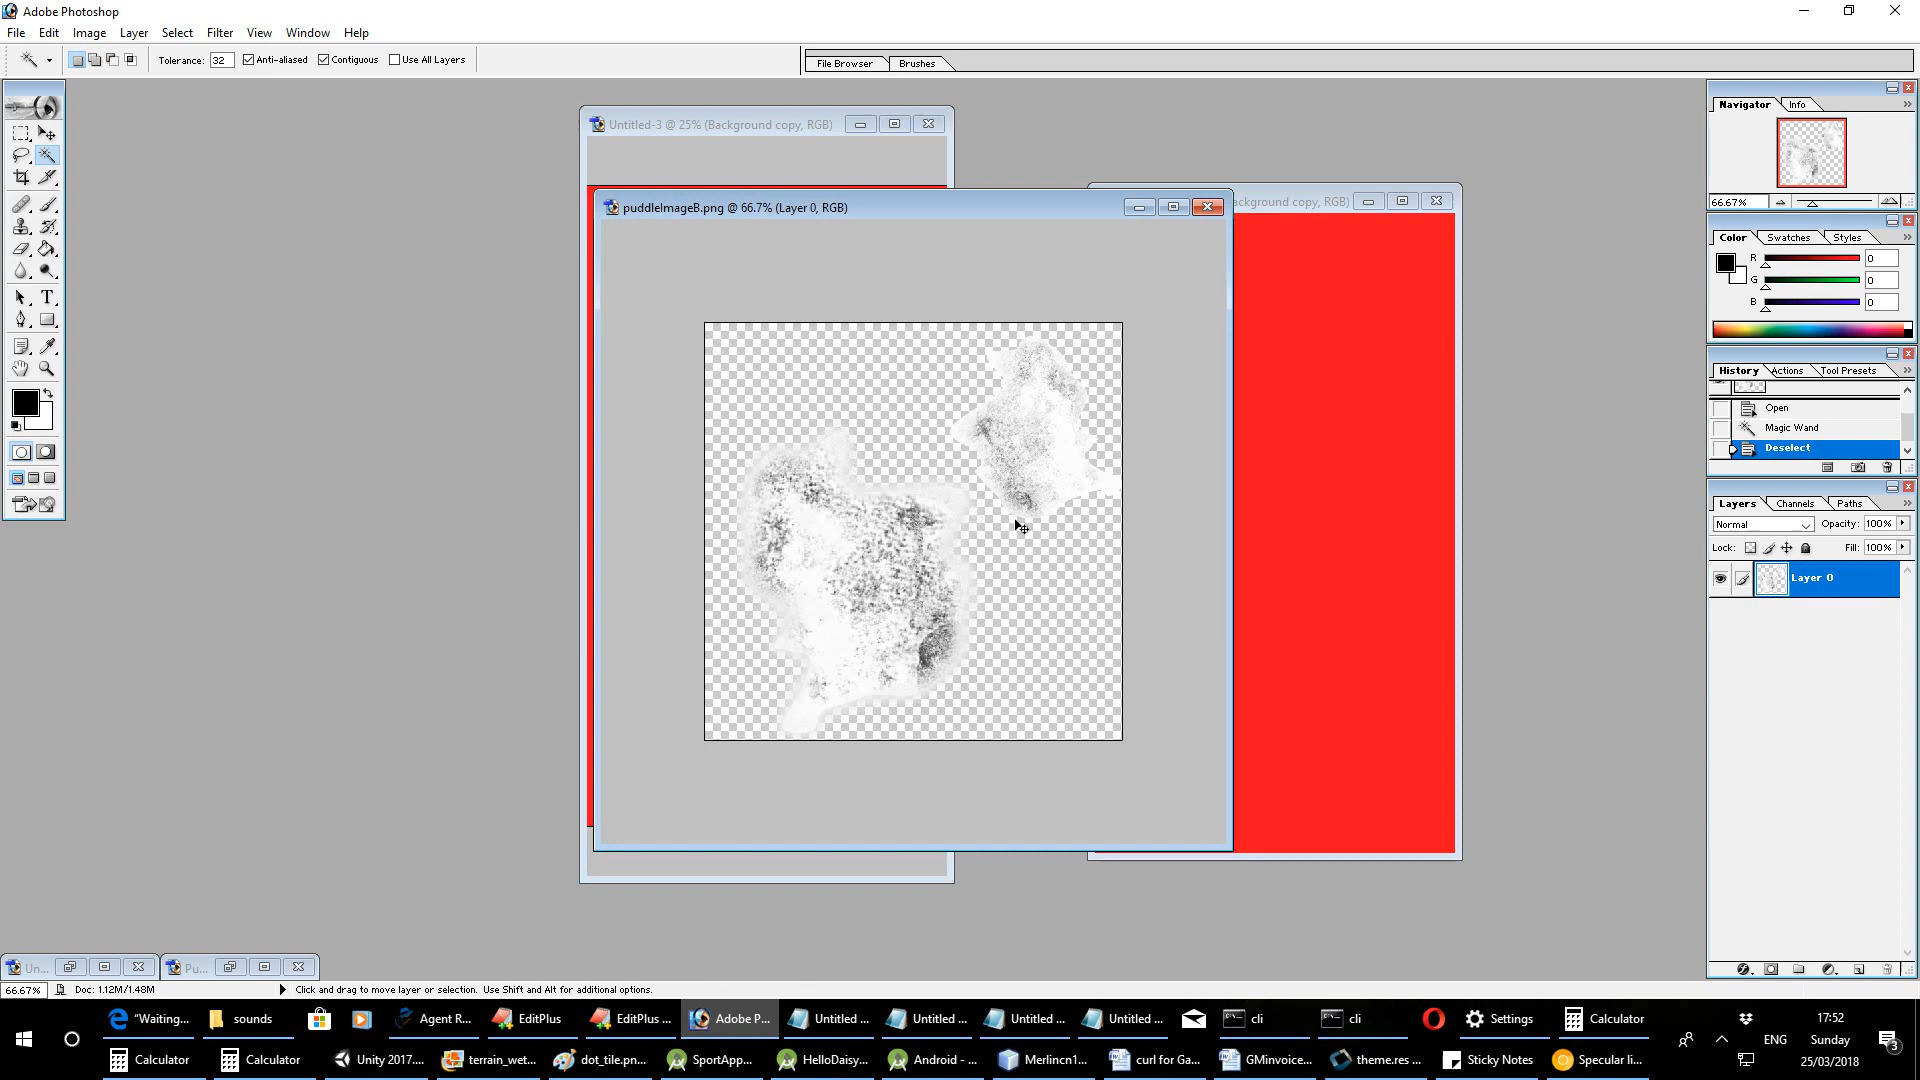 Adobe Photoshop
File Edit Image Layer Select Filter View Window Help
Tolerance: 32 Anti-aliased Contiguous Use All Layers
File Browser Brushes
Untitled-3 @ 25% (Background copy, RGB)
puddleImageB.png @ 66.7% (Layer 0, RGB)
ackground copy, RGB)
Navigator Info
66.67%
Color Swatches Styles
R 0
G 0
B 0
History Actions Tool Presets
Open
Magic Wand
Deselect
Layers Channels Paths
Normal Opacity: 100%
Lock: Fill: 100%
Layer 0
Un... Pu...
66.67% Doc: 1.12M/1.48M Click and drag to move layer or selection. Use Shift and Alt for additional options.
"Waiting... sounds Agent R... EditPlus EditPlus ... Adobe P... Untitled ... Untitled ... Untitled ... Untitled ... cli cli Settings Calculator
Calculator Calculator Unity 2017.... terrain_wet... dot_tile.pn... SportApp... HelloDaisy... Android - ... Merlincn1... curl for Ga... GMinvoice... theme.res ... Sticky Notes Specular li...
ENG
17:52
Sunday
25/03/2018
3